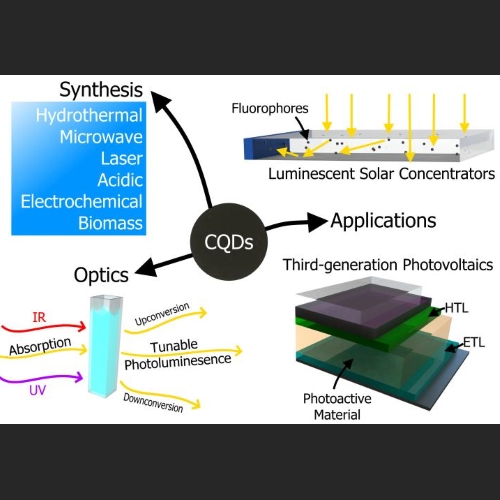 Synthesis
Hydrothermal
Microwave
Laser
Acidic
Electrochemical
Biomass
Fluorophores
Luminescent Solar Concentrators
CQDs
Applications
Optics
IR
Absorption
UV
Upconversion
Tunable
Photoluminesence
Downconversion
Third-generation Photovoltaics
HTL
ETL
Photoactive
Material